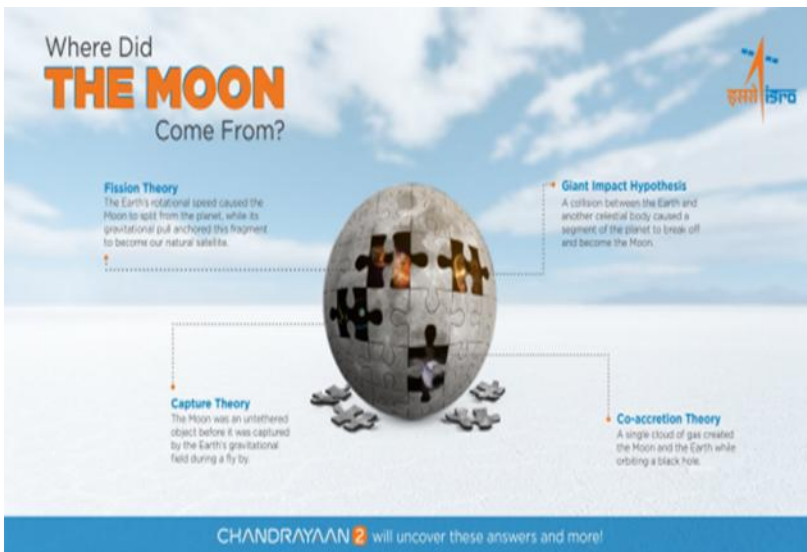 Where Did
THE MOON
Come From?
इसरो isro
Fission Theory
The Earth's rotational speed caused the
Moon to split from the planet, while its
gravitational pull anchored this fragment
to become our natural satellite.
Giant Impact Hypothesis
A collision between the Earth and
another celestial body caused a
segment of the planet to break off
and become the Moon.
Capture Theory
The Moon was an untethered
object before it was captured
by the Earth's gravitational
field during a fly by.
Co-accretion Theory
A single cloud of gas created
the Moon and the Earth while
orbiting a black hole.
CHANDRAYAAN 2 will uncover these answers and more!